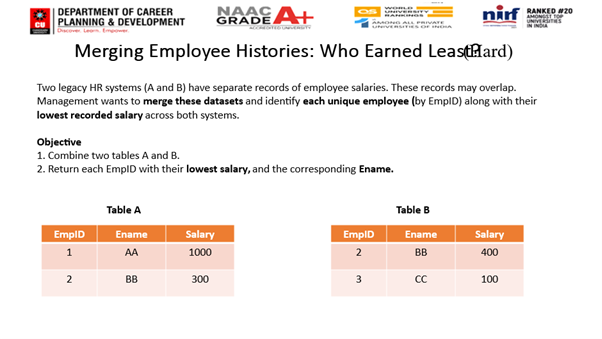 DEPARTMENT OF CAREER
PLANNING & DEVELOPMENT
Discover. Learn. Empower.
CU
NAAC
GRADE A+
ACCREDITED UNIVERSITY
QS WORLD
UNIVERSITY
RANKINGS
AMONG ALL PRIVATE
UNIVERSITIES OF INDIA
nirf
RANKED #20
AMONGST TOP
UNIVERSITIES
IN INDIA
Merging Employee Histories: Who Earned Least? (Hard)
Two legacy HR systems (A and B) have separate records of employee salaries. These records may overlap.
Management wants to merge these datasets and identify each unique employee (by EmpID) along with their
lowest recorded salary across both systems.
Objective
1. Combine two tables A and B.
2. Return each EmpID with their lowest salary, and the corresponding Ename.
Table A
EmpID Ename Salary
1 AA 1000
2 BB 300
Table B
EmpID Ename Salary
2 BB 400
3 CC 100